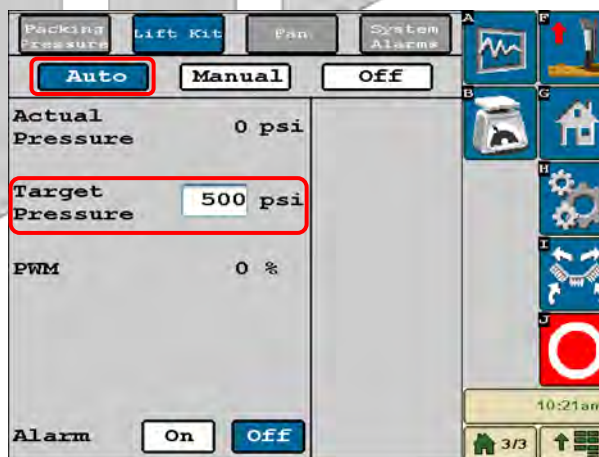 Packing Pressure Lift Kit Fan System Alarms
Auto Manual Off
Actual Pressure 0 psi
Target Pressure 500 psi
PWM 0 %
Alarm On Off
A
F
B
G
H
I
J
10:21am
3/3